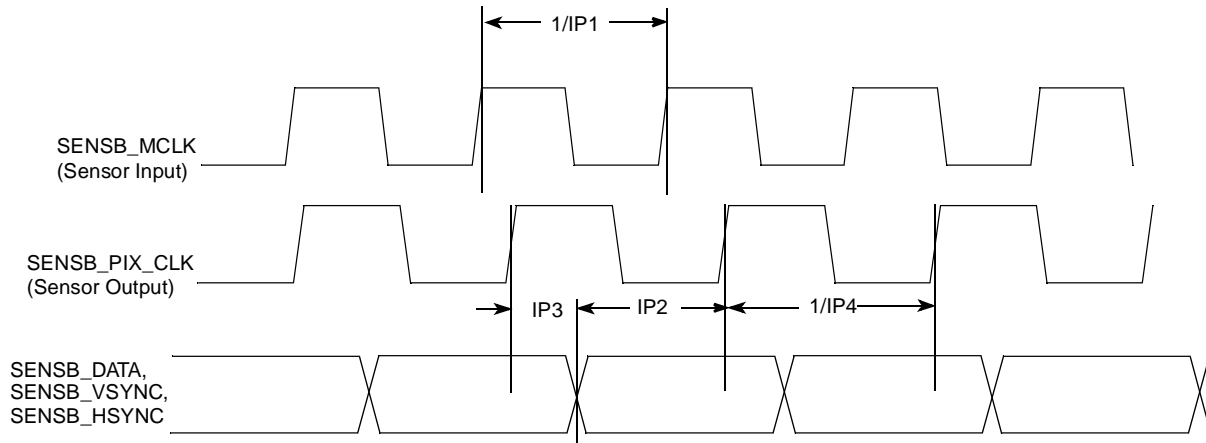 1/IP1
SENSB_MCLK
(Sensor Input)
SENSB_PIX_CLK
(Sensor Output)
IP3
IP2
1/IP4
SENSB_DATA,
SENSB_VSYNC,
SENSB_HSYNC